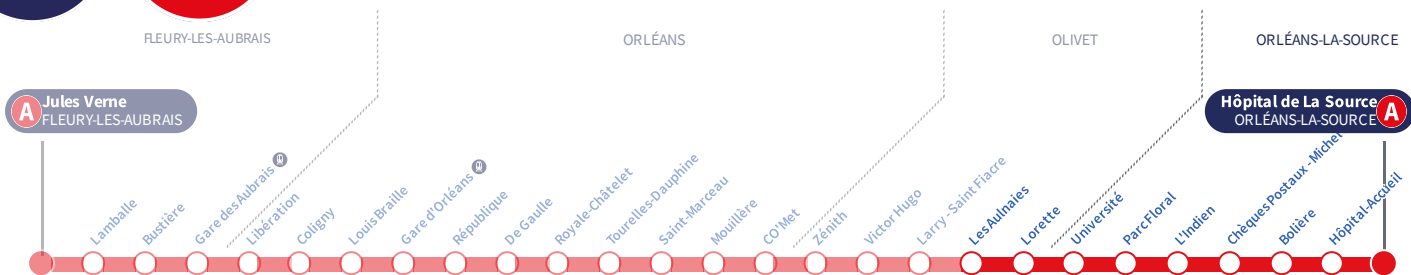 FLEURY-LES-AUBRAIS
ORLÉANS
OLIVET
ORLÉANS-LA-SOURCE
A
Jules Verne
FLEURY-LES-AUBRAIS
Hôpital de La Source
ORLÉANS-LA-SOURCE
A
Lamballe
Bustière
Gare des Aubrais
Libération
Coligny
Louis Braille
Gare d'Orléans
République
De Gaulle
Royale-Châtelet
Tourelles-Dauphine
Saint-Marceau
Mouillère
CO'Met
Zénith
Victor Hugo
Larry - Saint Fiacre
Les Aulnaies
Lorette
Université
Parc Floral
L'Indien
Chèques Postaux - Michel
Bolière
Hôpital-Accueil